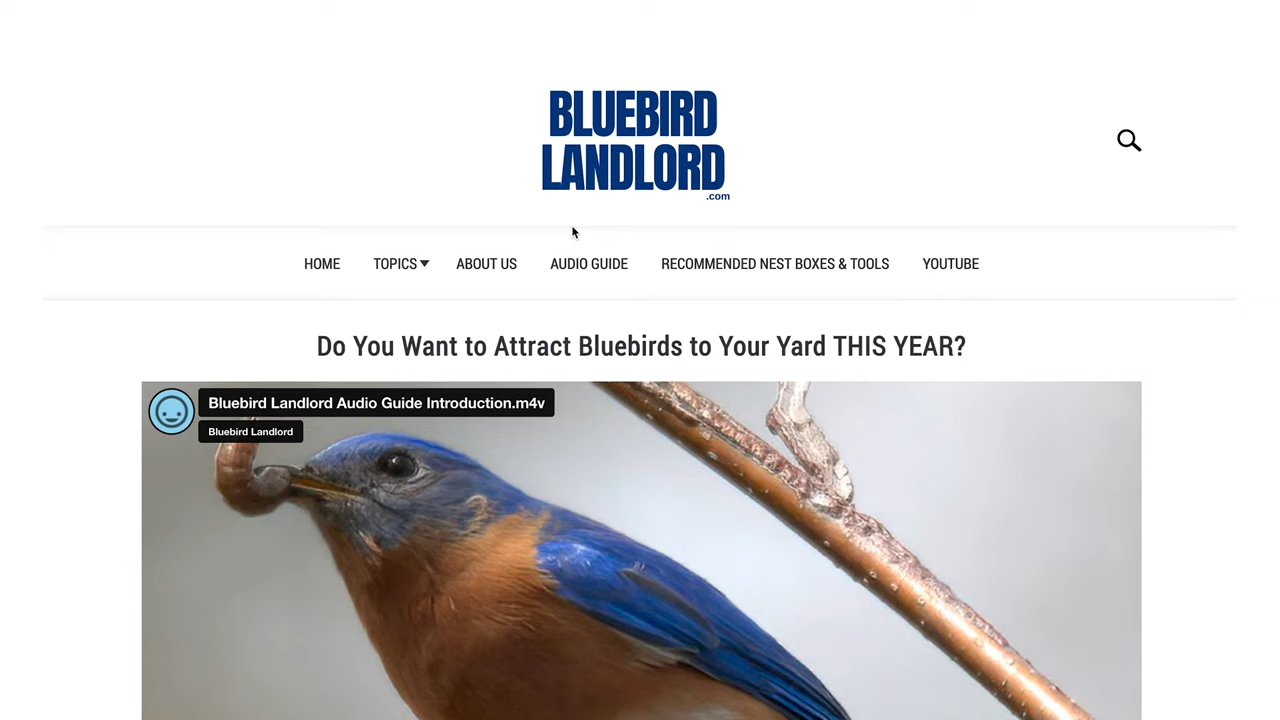 BLUEBIRD
LANDLORD
.com
HOME TOPICS ABOUT US AUDIO GUIDE RECOMMENDED NEST BOXES & TOOLS YOUTUBE
Do You Want to Attract Bluebirds to Your Yard THIS YEAR?
Bluebird Landlord Audio Guide Introduction.m4v
Bluebird Landlord